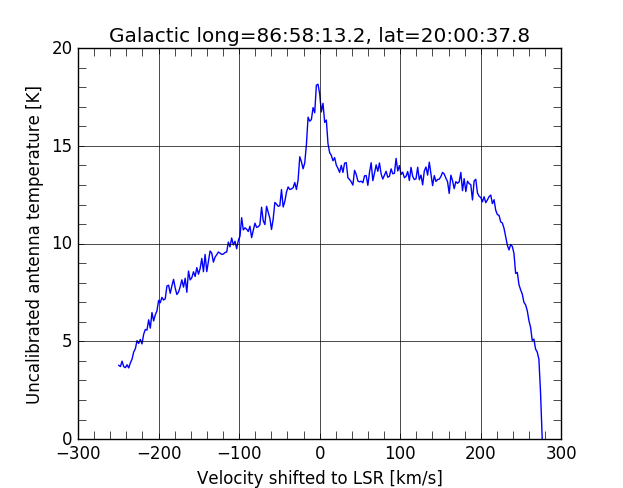 Galactic long=86:58:13.2, lat=20:00:37.8
Uncalibrated antenna temperature [K]
20
15
10
5
0
−300 −200 −100 0 100 200 300
Velocity shifted to LSR [km/s]